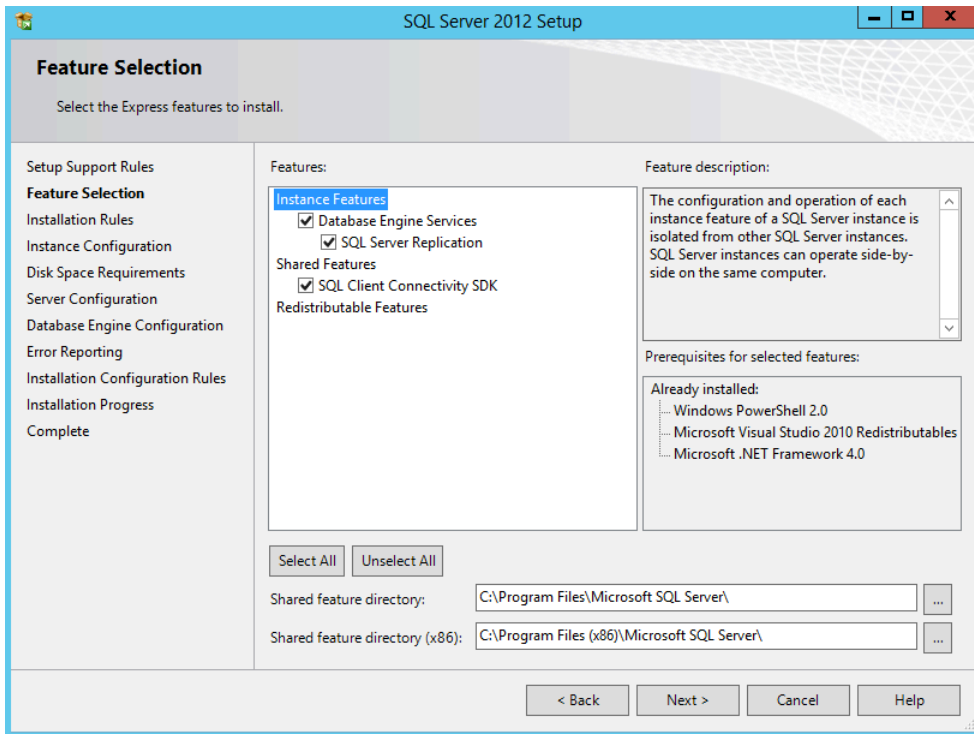 SQL Server 2012 Setup
Feature Selection
Select the Express features to install.
Setup Support Rules
Feature Selection
Installation Rules
Instance Configuration
Disk Space Requirements
Server Configuration
Database Engine Configuration
Error Reporting
Installation Configuration Rules
Installation Progress
Complete
Features:
Instance Features
Database Engine Services
SQL Server Replication
Shared Features
SQL Client Connectivity SDK
Redistributable Features
Feature description:
The configuration and operation of each
instance feature of a SQL Server instance is
isolated from other SQL Server instances.
SQL Server instances can operate side-by-
side on the same computer.
Prerequisites for selected features:
Already installed:
Windows PowerShell 2.0
Microsoft Visual Studio 2010 Redistributables
Microsoft .NET Framework 4.0
Select All
Unselect All
Shared feature directory:
C:\Program Files\Microsoft SQL Server\
...
Shared feature directory (x86):
C:\Program Files (x86)\Microsoft SQL Server\
...
< Back
Next >
Cancel
Help